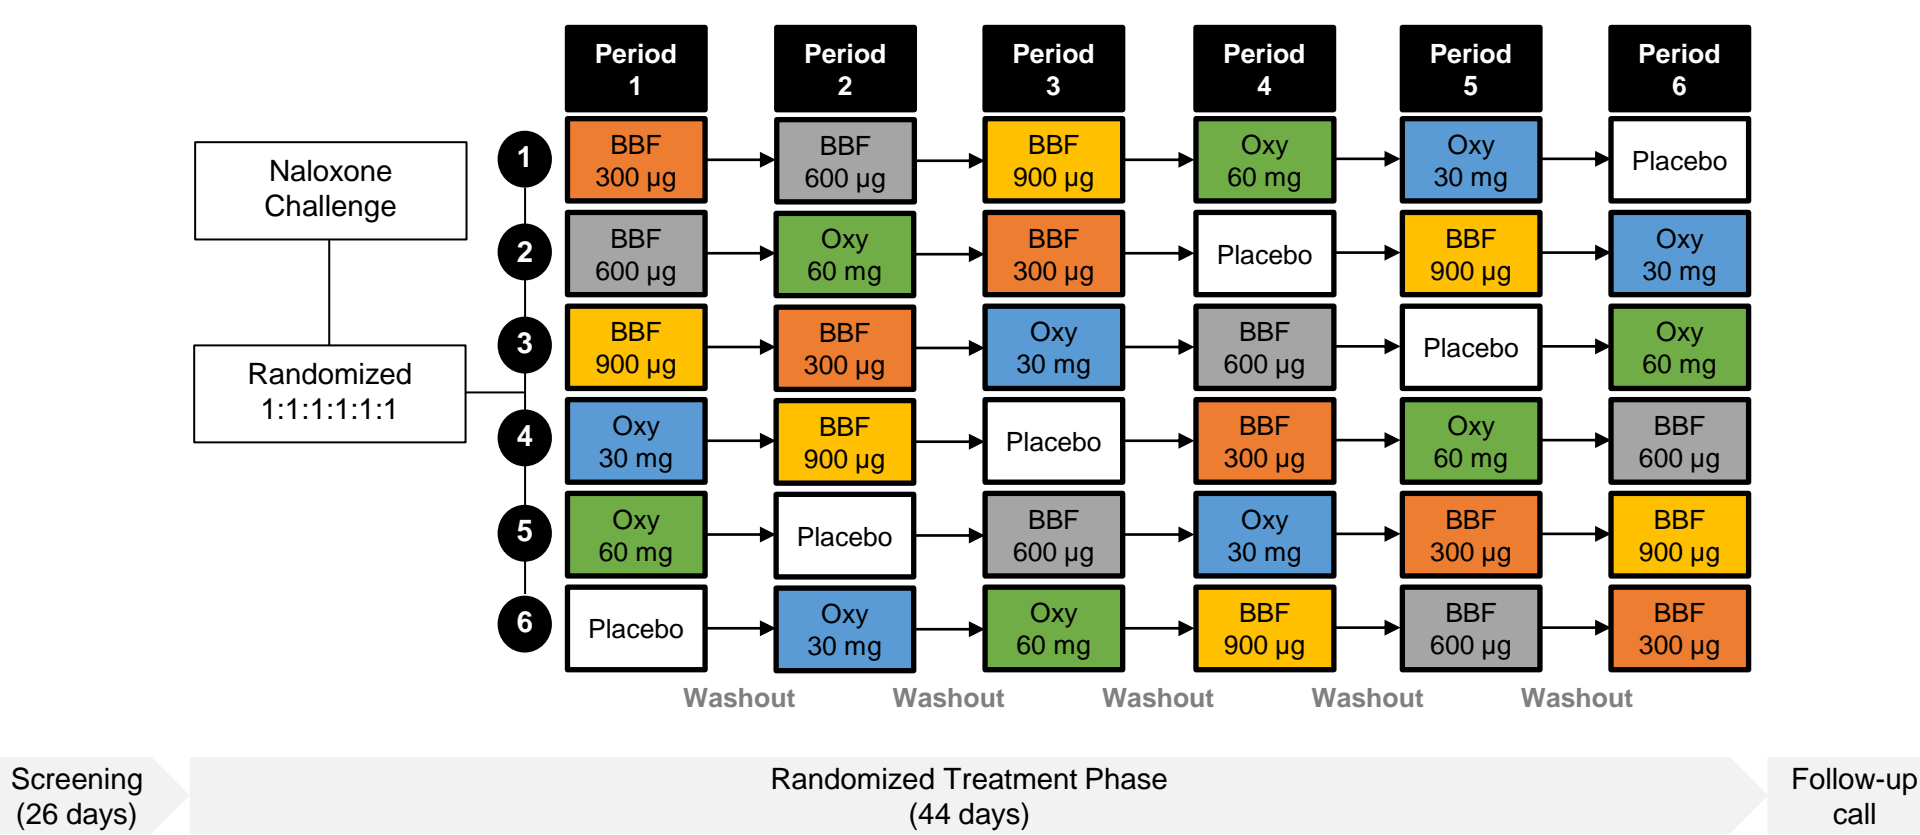 Period
1
Period
2
Period
3
Period
4
Period
5
Period
6
Naloxone
Challenge
Randomized
1:1:1:1:1:1
1
BBF
300 µg
BBF
600 µg
BBF
900 µg
Oxy
60 mg
Oxy
30 mg
Placebo
2
BBF
600 µg
Oxy
60 mg
BBF
300 µg
Placebo
BBF
900 µg
Oxy
30 mg
3
BBF
900 µg
BBF
300 µg
Oxy
30 mg
BBF
600 µg
Placebo
Oxy
60 mg
4
Oxy
30 mg
BBF
900 µg
Placebo
BBF
300 µg
Oxy
60 mg
BBF
600 µg
5
Oxy
60 mg
Placebo
BBF
600 µg
Oxy
30 mg
BBF
300 µg
BBF
900 µg
6
Placebo
Oxy
30 mg
Oxy
60 mg
BBF
900 µg
BBF
600 µg
BBF
300 µg
Washout
Washout
Washout
Washout
Washout
Screening
(26 days)
Randomized Treatment Phase
(44 days)
Follow-up
call